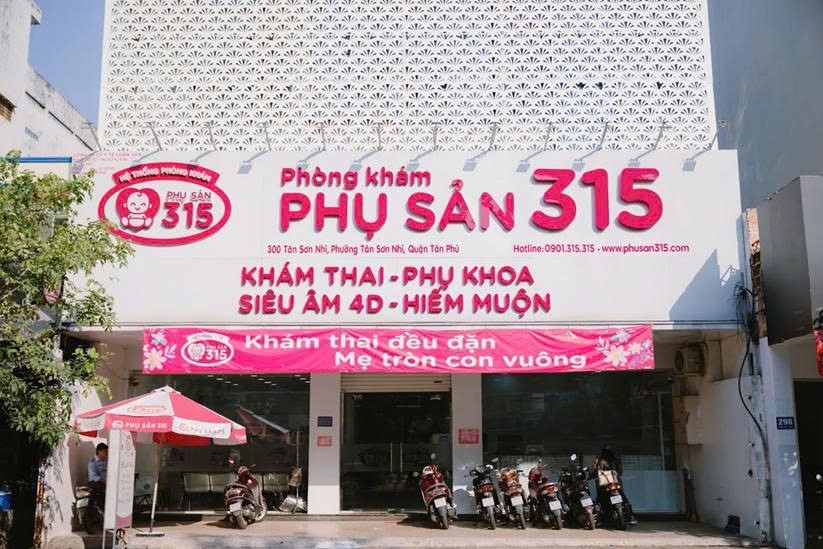 HỆ THỐNG PHÒNG KHÁM
PHỤ SẢN
315
Phòng khám
PHỤ SẢN 315
300 Tân Sơn Nhì, Phường Tân Sơn Nhì, Quận Tân Phú
Hotline: 0901.315.315 - www.phusan315.com
KHÁM THAI - PHỤ KHOA
SIÊU ÂM 4D - HIẾM MUỘN
315
Khám thai đều đặn
Mẹ tròn con vuông
PHỤ SẢN 315
298